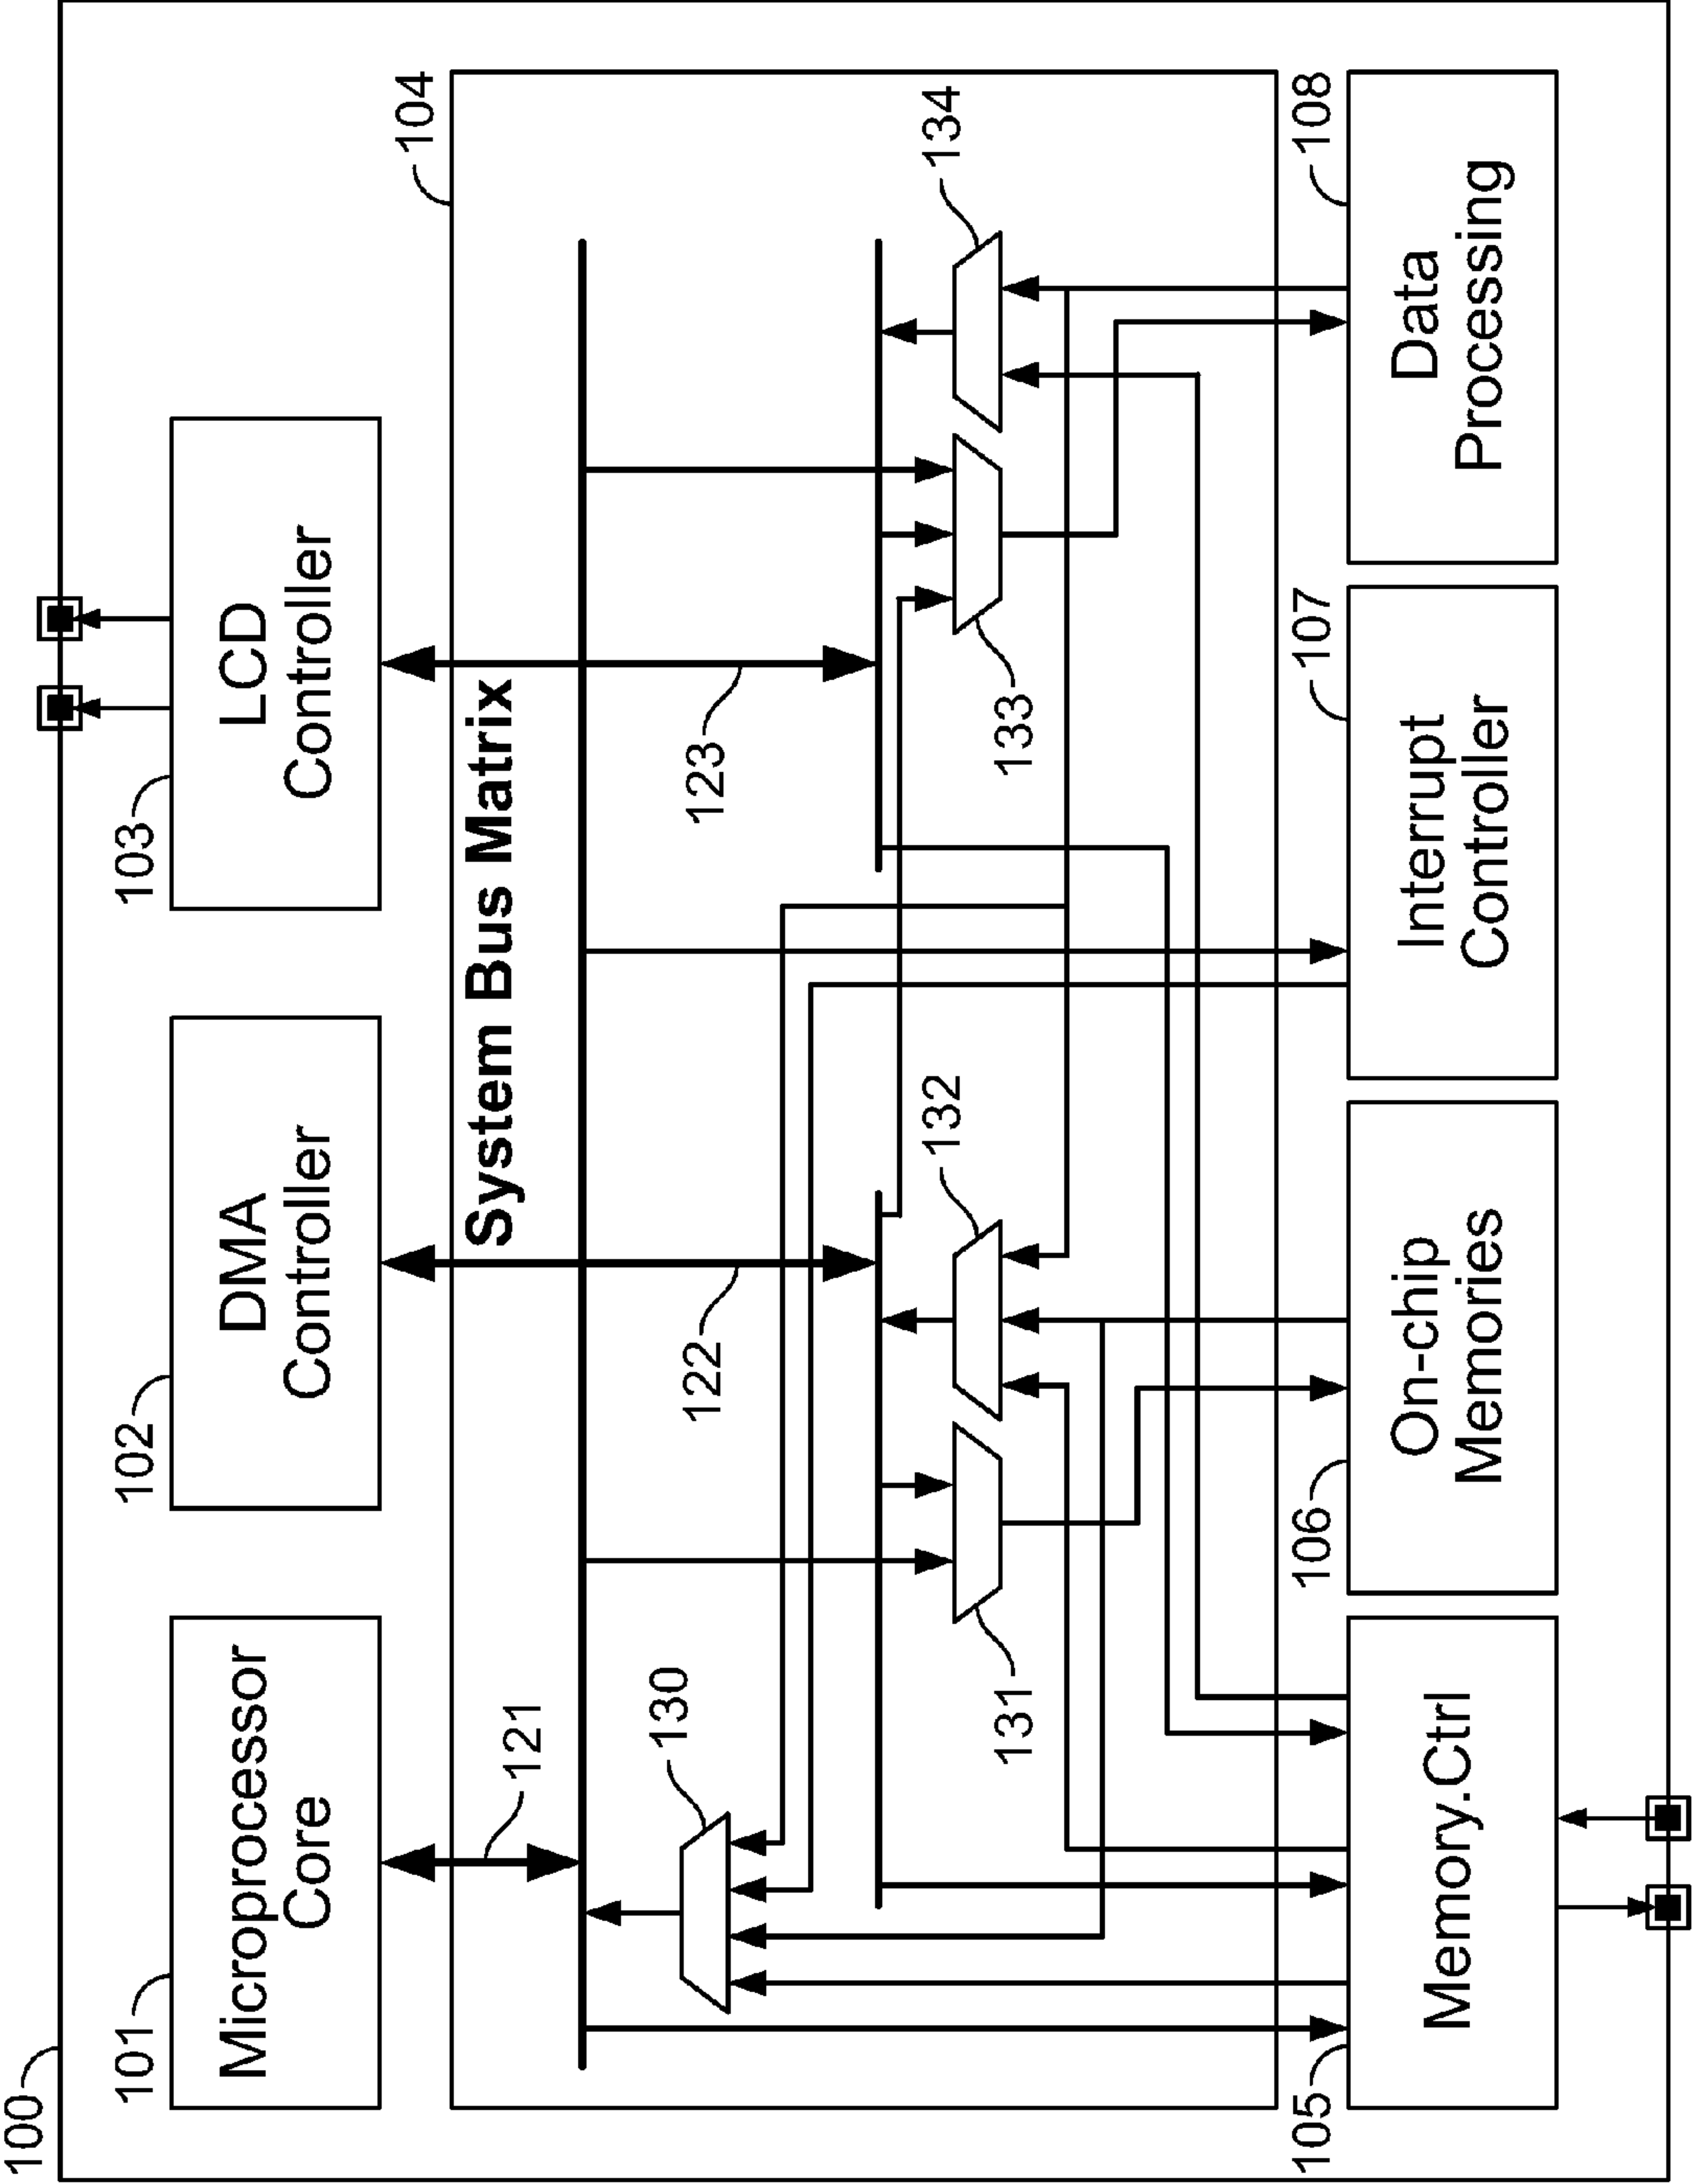 100
101
Microprocessor
Core
102
DMA
Controller
103
LCD
Controller
104
121
System Bus Matrix
130
122
123
131
132
133
134
105
Memory.Ctrl
106
On-chip
Memories
107
Interrupt
Controller
108
Data
Processing